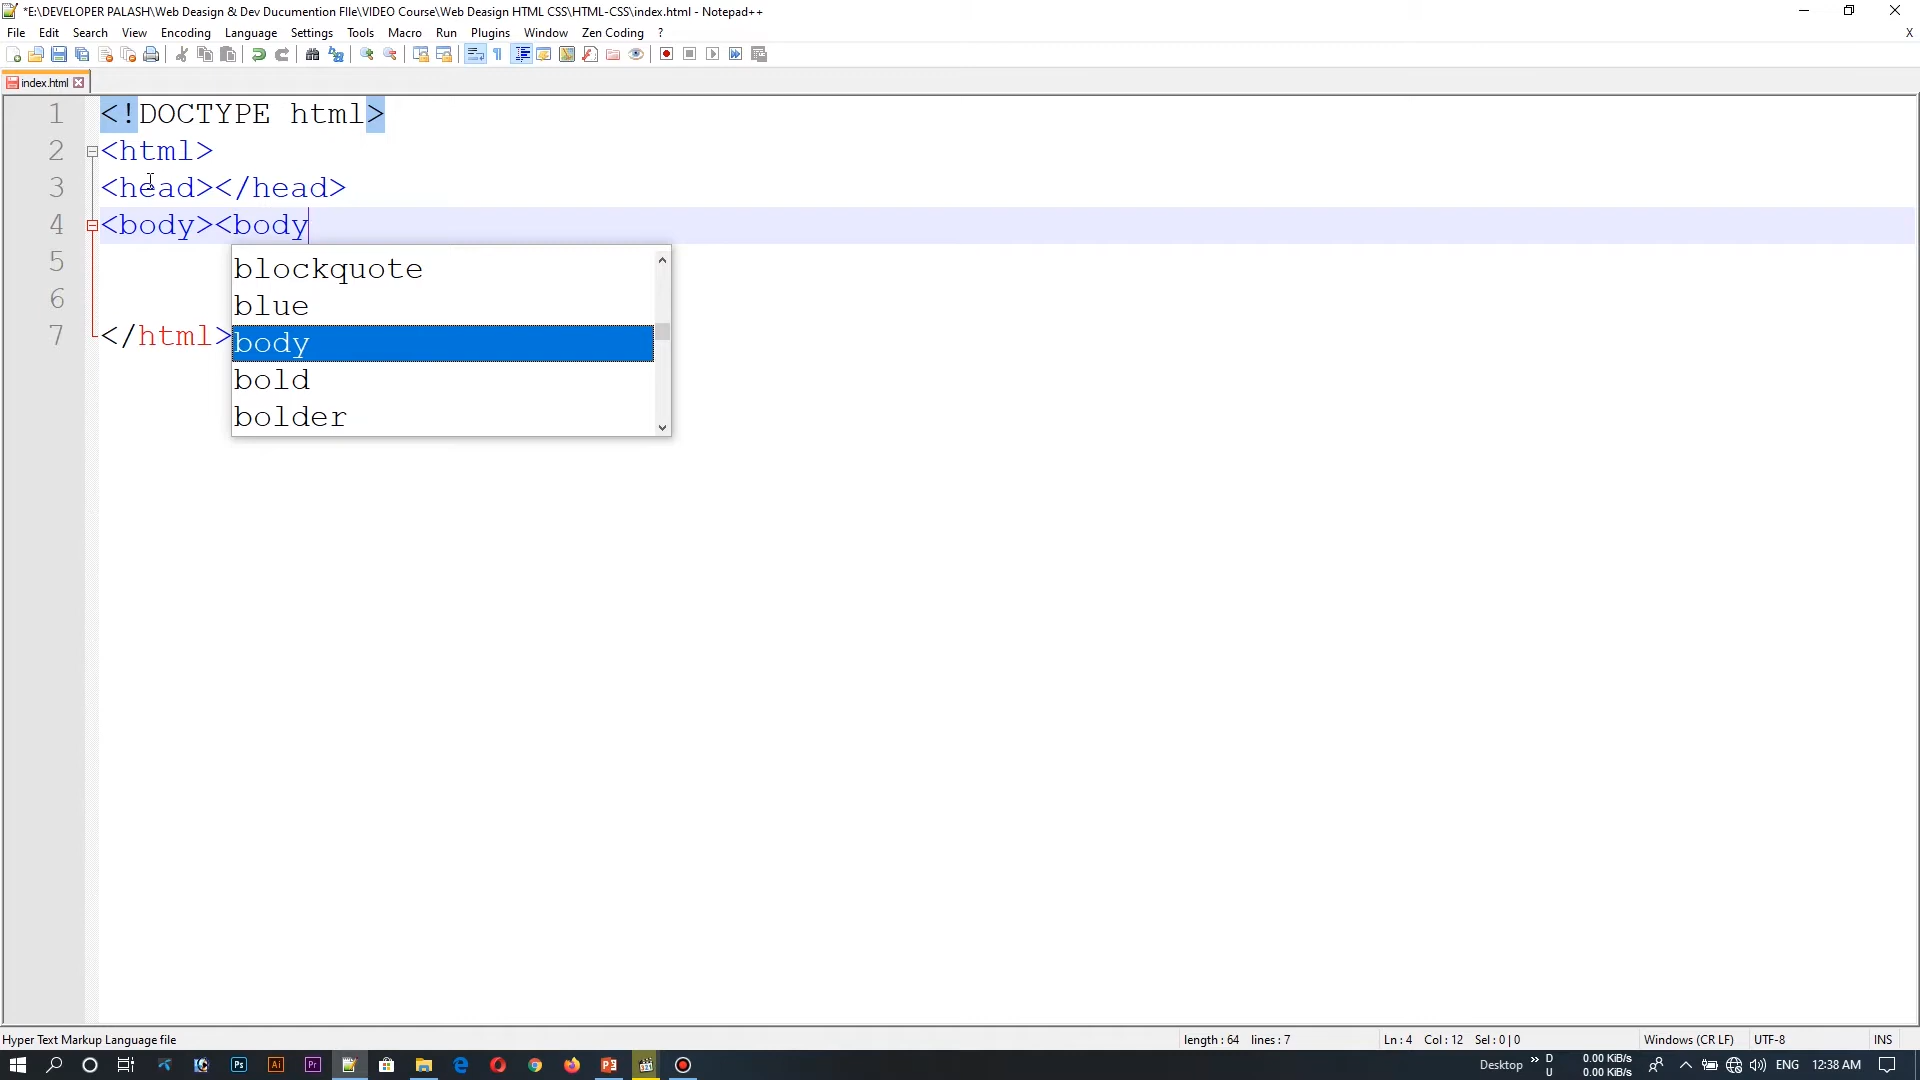 *E:\DEVELOPER PALASH\Web Deasign & Dev Ducumention FIle\VIDEO Course\Web Deasign HTML CSS\HTML-CSS\index.html - Notepad++
File Edit Search View Encoding Language Settings Tools Macro Run Plugins Window Zen Coding ? X
index.html
1 <!DOCTYPE html>
2 <html>
3 <head></head>
4 <body><body
5
6
7 </html>
blockquote
blue
body
bold
bolder
Hyper Text Markup Language file length : 64 lines : 7 Ln : 4 Col : 12 Sel : 0 | 0 Windows (CR LF) UTF-8 INS
Desktop D 0.00 KiB/s
U 0.00 KiB/s
ENG 12:38 AM